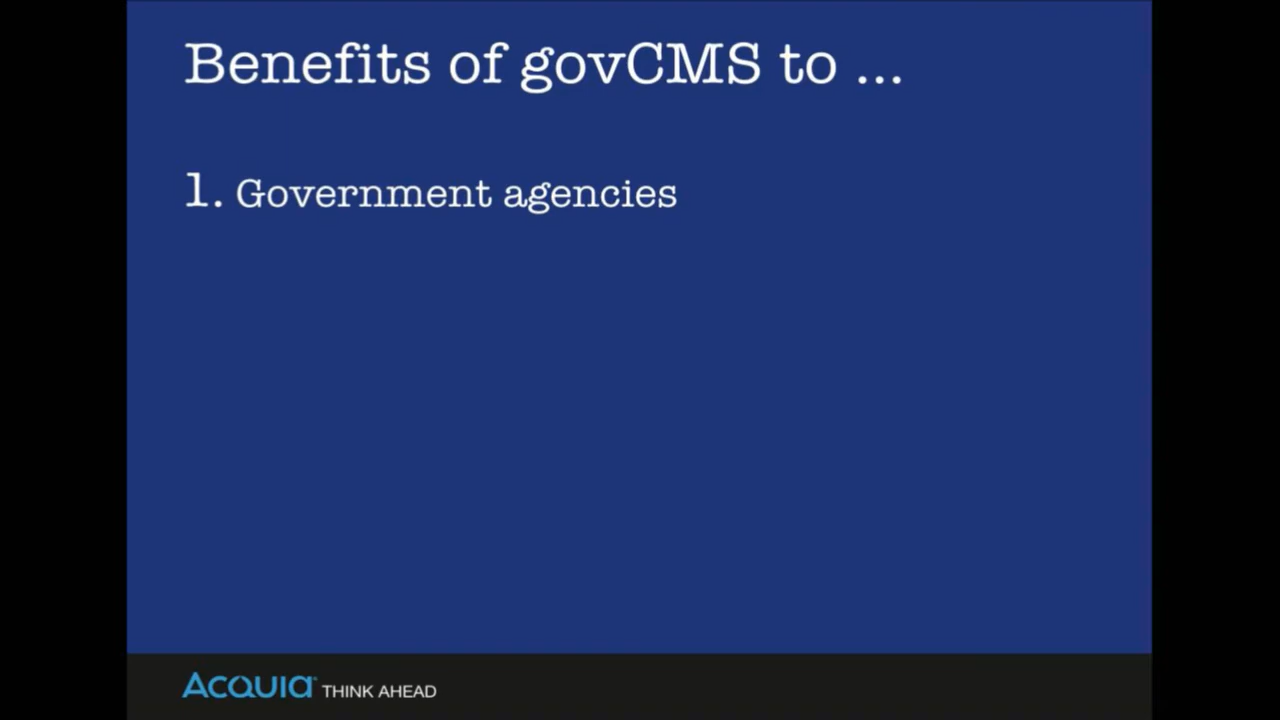 Benefits of govCMS to ...
1. Government agencies
ACQUIA THINK AHEAD